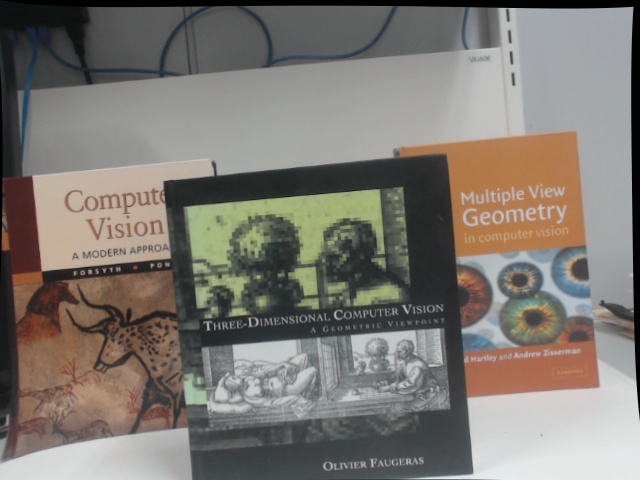 Compute
Vision
A MODERN APPROA
FORSYTH PON
THREE-DIMENSIONAL COMPUTER VISION
A GEOMETRIC VIEWPOINT
OLIVIER FAUGERAS
Multiple View
Geometry
in computer vision
d Hartley and Andrew Zisserman